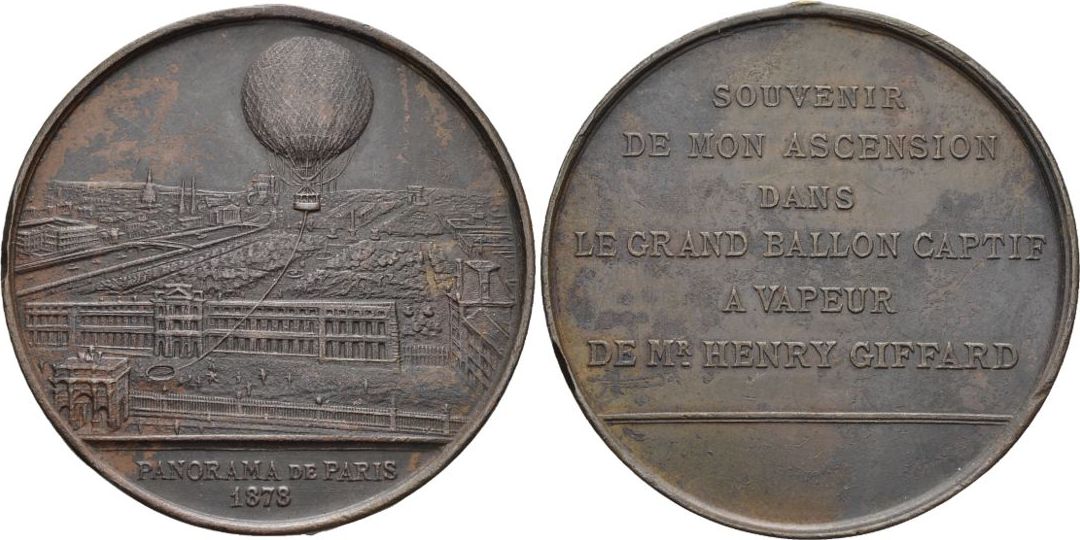 PANORAMA DE PARIS
1878
SOUVENIR
DE MON ASCENSION
DANS
LE GRAND BALLON CAPTIF
A VAPEUR
DE MR. HENRY GIFFARD